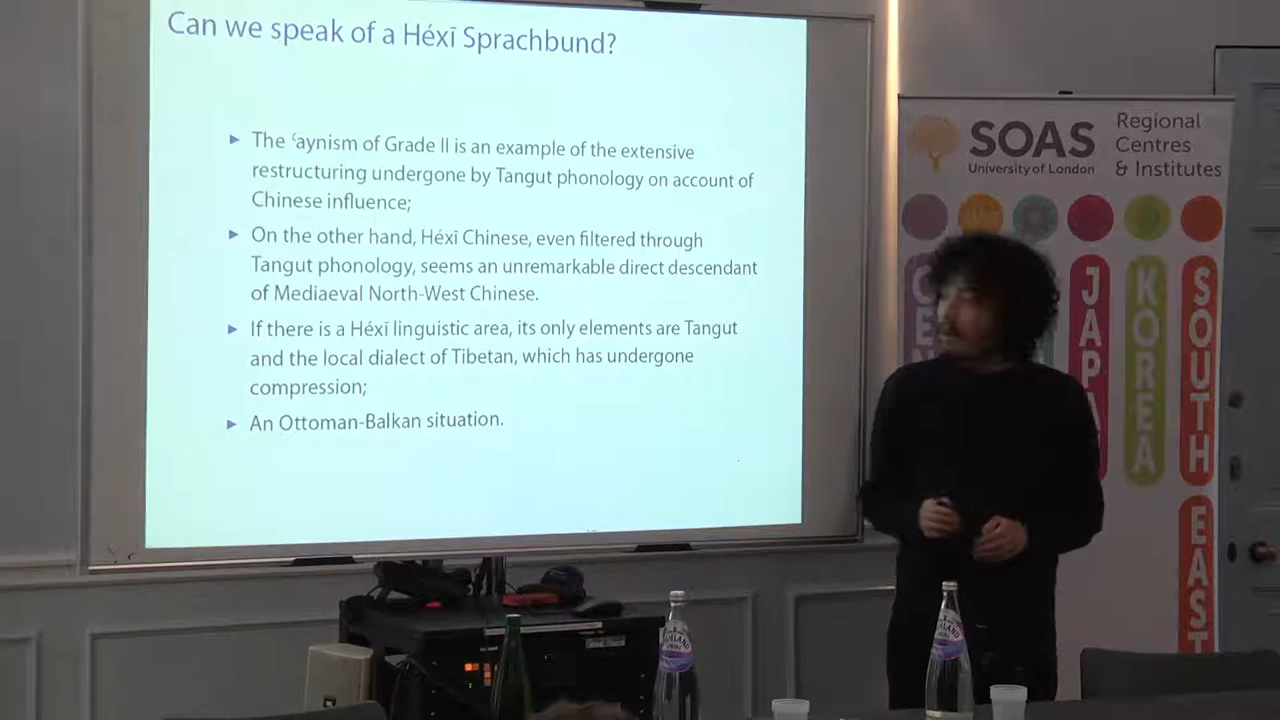 Can we speak of a Héxī Sprachbund?
► The ʿaynism of Grade II is an example of the extensive
restructuring undergone by Tangut phonology on account of
Chinese influence;
► On the other hand, Héxī Chinese, even filtered through
Tangut phonology, seems an unremarkable direct descendant
of Mediaeval North-West Chinese.
► If there is a Héxī linguistic area, its only elements are Tangut
and the local dialect of Tibetan, which has undergone
compression;
► An Ottoman-Balkan situation.
SOAS
University of London
Regional
Centres
& Institutes
JAPA
KOREA
SOUTH
EAST